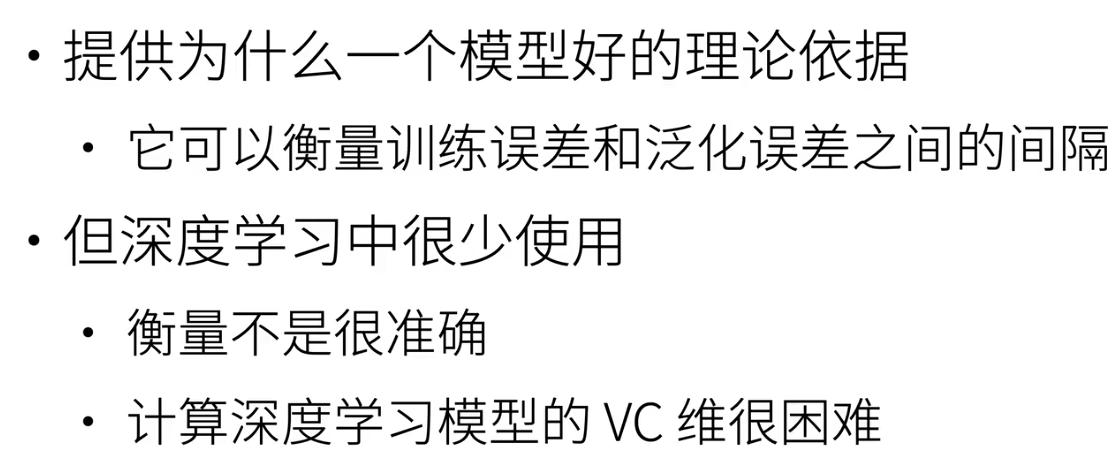 • 提供为什么一个模型好的理论依据
• 它可以衡量训练误差和泛化误差之间的间隔
• 但深度学习中很少使用
• 衡量不是很准确
• 计算深度学习模型的 VC 维很困难